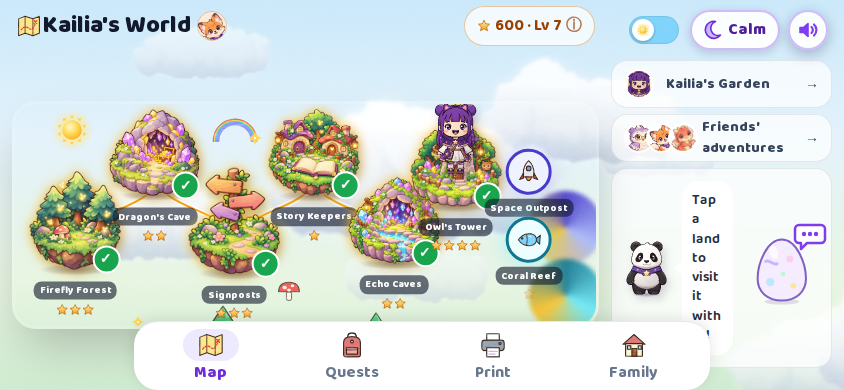 Kailia's World
600 · Lv 7 ⓘ
Calm
Kailia's Garden →
Friends' adventures →
Dragon's Cave
Story Keepers
Space Outpost
Owl's Tower
Coral Reef
Firefly Forest
Signposts
Echo Caves
Tap
a
land
to
visit
it
with
Map
Quests
Print
Family